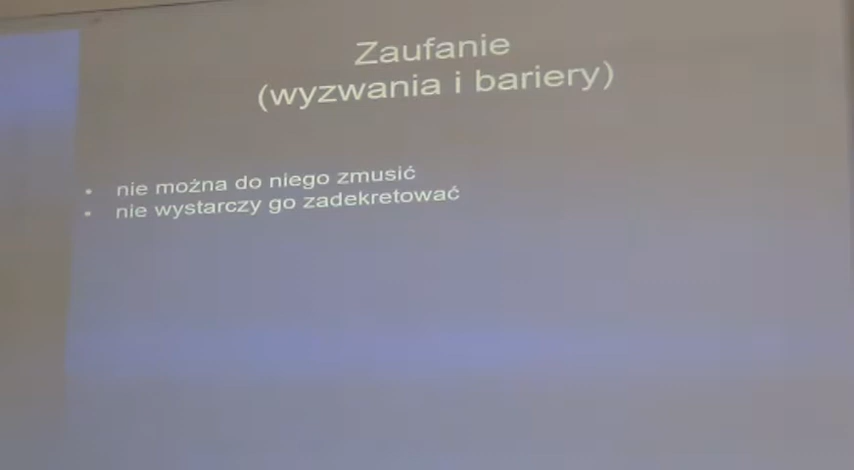 Zaufanie
(wyzwania i bariery)
• nie można do niego zmusić
• nie wystarczy go zadekretować